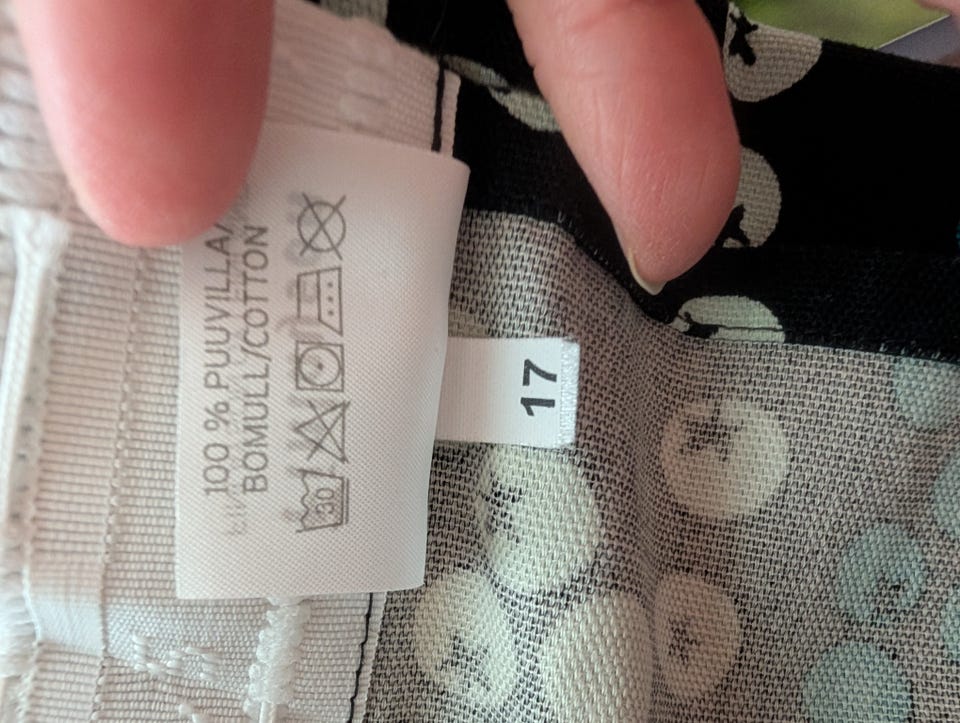 100 % PUUVILLA/
BOMULL/COTTON
30
17